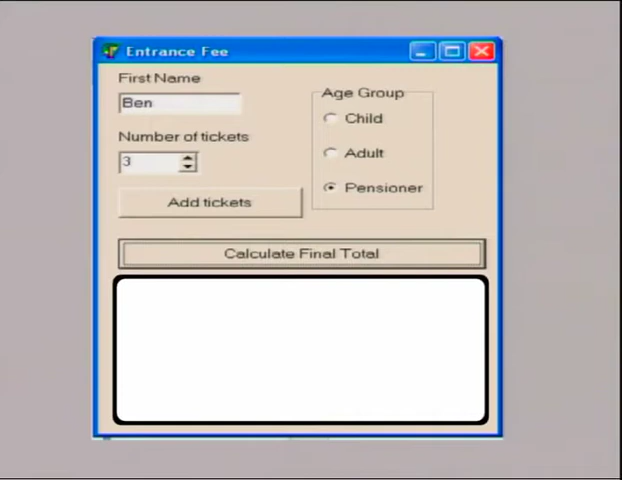 Entrance Fee
First Name
Ben
Number of tickets
3
Add tickets
Age Group
Child
Adult
Pensioner
Calculate Final Total